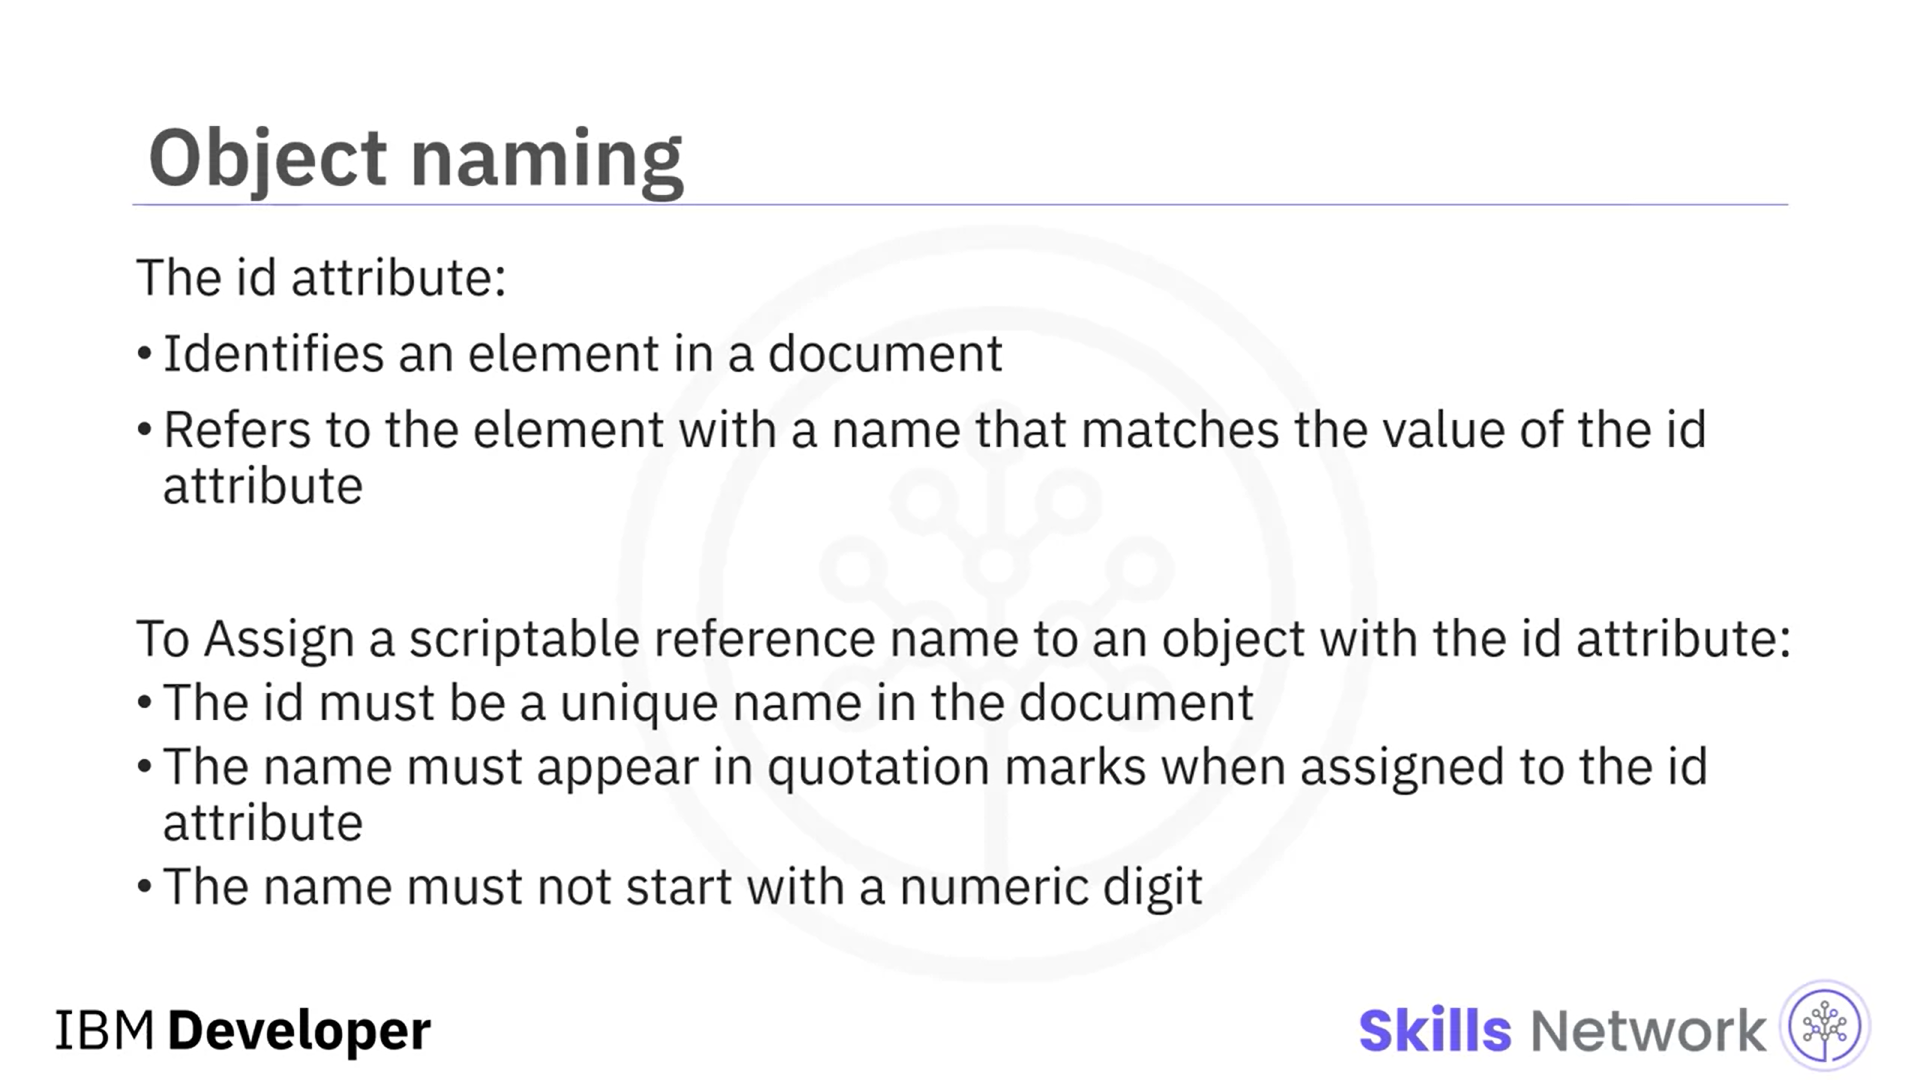 Object naming
The id attribute:
• Identifies an element in a document
• Refers to the element with a name that matches the value of the id
attribute
To Assign a scriptable reference name to an object with the id attribute:
• The id must be a unique name in the document
• The name must appear in quotation marks when assigned to the id
attribute
• The name must not start with a numeric digit
IBM Developer
Skills Network